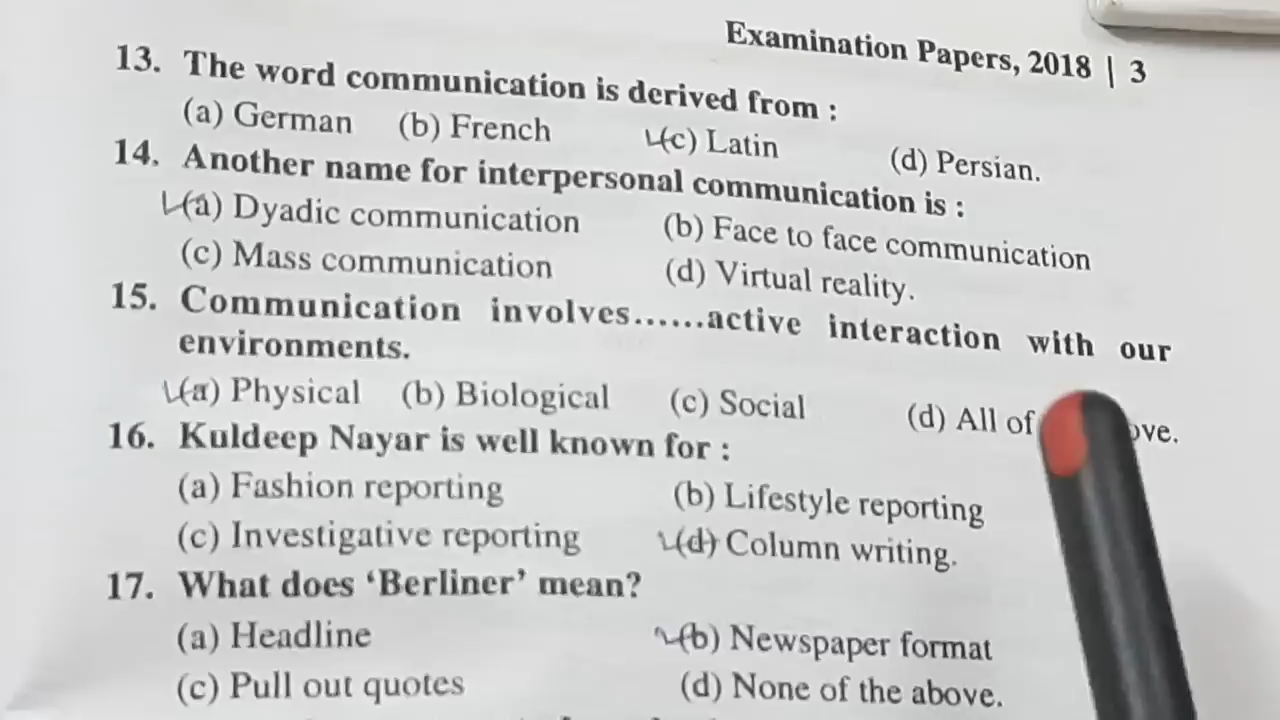 Examination Papers, 2018 | 3
13. The word communication is derived from :
(a) German (b) French (c) Latin (d) Persian.
14. Another name for interpersonal communication is :
(a) Dyadic communication (b) Face to face communication
(c) Mass communication (d) Virtual reality.
15. Communication involves......active interaction with our
environments.
(a) Physical (b) Biological (c) Social (d) All of
16. Kuldeep Nayar is well known for :
(a) Fashion reporting (b) Lifestyle reporting
(c) Investigative reporting (d) Column writing.
17. What does ‘Berliner’ mean?
(a) Headline (b) Newspaper format
(c) Pull out quotes (d) None of the above.